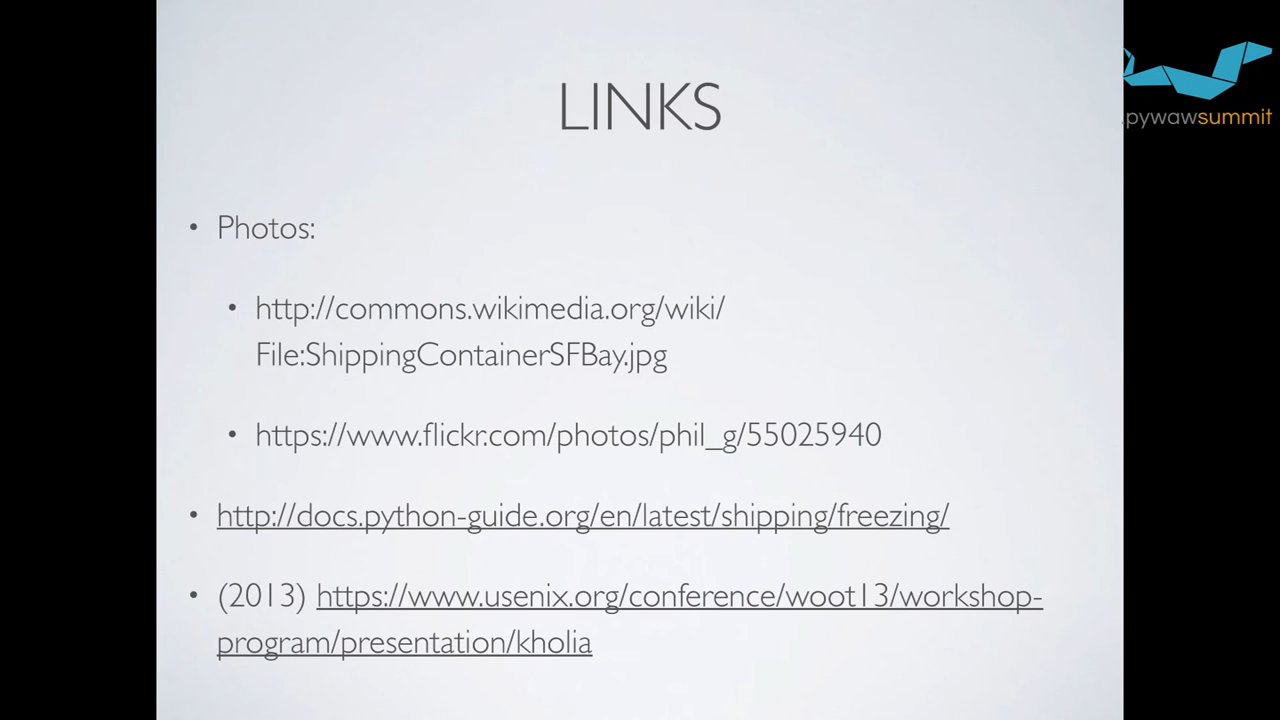 LINKS
.pywawsummit
• Photos:
• http://commons.wikimedia.org/wiki/
File:ShippingContainerSFBay.jpg
• https://www.flickr.com/photos/phil_g/55025940
• http://docs.python-guide.org/en/latest/shipping/freezing/
• (2013) https://www.usenix.org/conference/woot13/workshop-
program/presentation/kholia